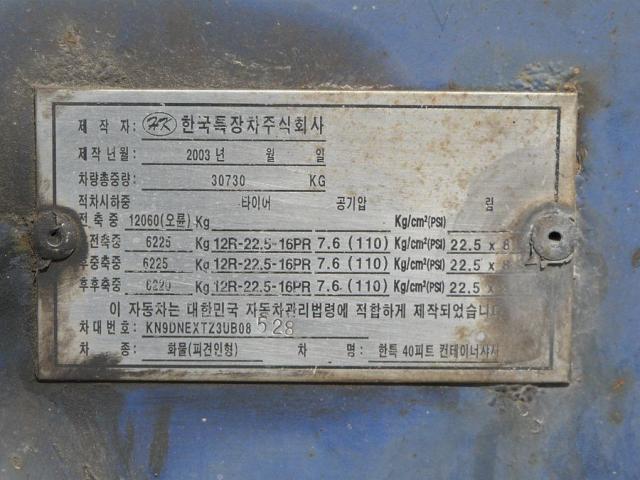 제 작 자: HK 한국특장차주식회사
제작년월: 2003 년 월 일
차량총중량: 30730 KG
적차시하중 타이어 공기압 림
전 축 중 12060(오륜) Kg Kg/cm²(PSI)
전축중 6225 Kg 12R-22.5-16PR 7.6 (110) Kg/cm²(PSI) 22.5 x
후중축중 6225 Kg 12R-22.5-16PR 7.6 (110) Kg/cm²(PSI) 22.5 x
후후축중 6220 Kg 12R-22.5-16PR 7.6 (110) Kg/cm²(PSI) 22.5 x
이 자동차는 대한민국 자동차관리법령에 적합하게 제작되었습니
차대번호: KN9DNEXTZ3UB08528
차 종: 화물(피견인형) 차 명: 한특 40피트 컨테이너샤시